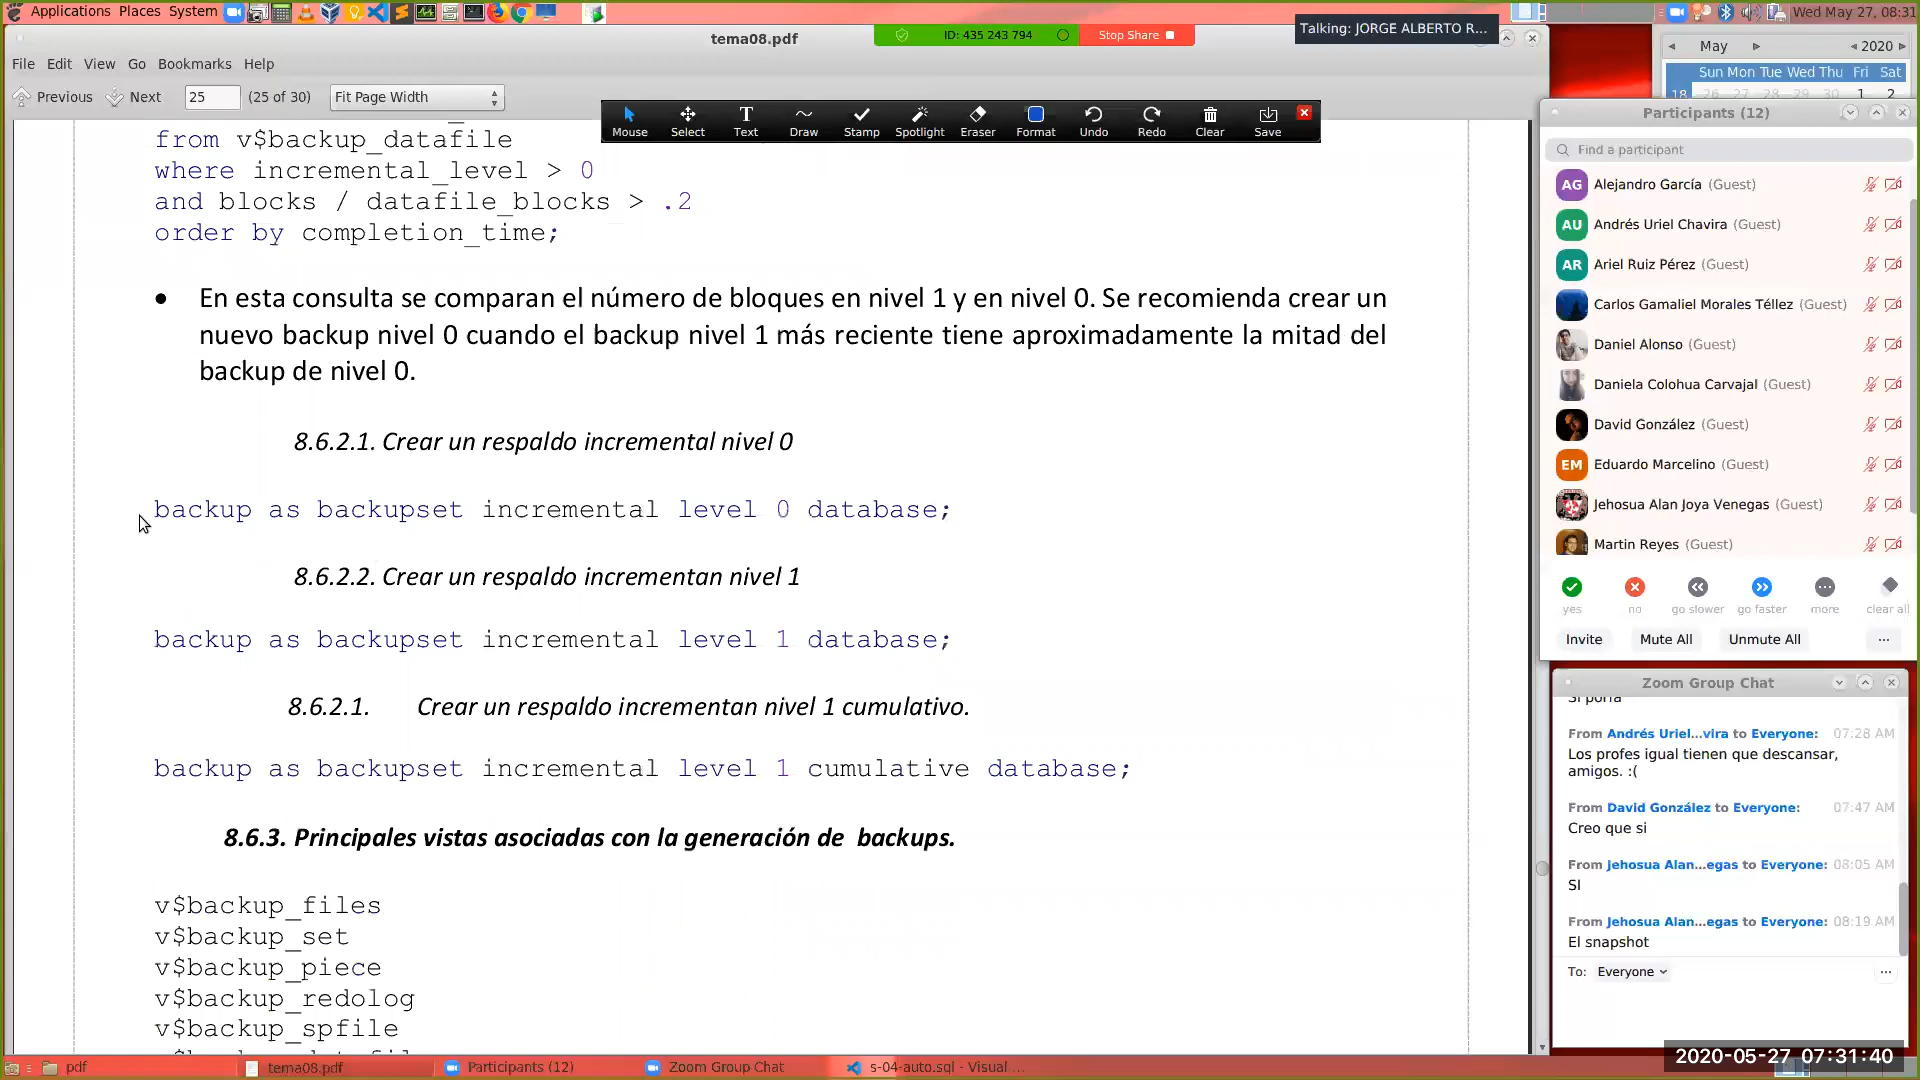 Applications Places System
Wed May 27, 08:31
tema08.pdf
ID: 435 243 794
Stop Share
Talking: JORGE ALBERTO R...
File Edit View Go Bookmarks Help
Previous Next 25 (25 of 30) Fit Page Width
Mouse Select Text Draw Stamp Spotlight Eraser Format Undo Redo Clear Save
from v$backup_datafile
where incremental_level > 0
and blocks / datafile_blocks > .2
order by completion_time;
• En esta consulta se comparan el número de bloques en nivel 1 y en nivel 0. Se recomienda crear un
nuevo backup nivel 0 cuando el backup nivel 1 más reciente tiene aproximadamente la mitad del
backup de nivel 0.
8.6.2.1. Crear un respaldo incremental nivel 0
backup as backupset incremental level 0 database;
8.6.2.2. Crear un respaldo incrementan nivel 1
backup as backupset incremental level 1 database;
8.6.2.1. Crear un respaldo incrementan nivel 1 cumulativo.
backup as backupset incremental level 1 cumulative database;
8.6.3. Principales vistas asociadas con la generación de backups.
v$backup_files
v$backup_set
v$backup_piece
v$backup_redolog
v$backup_spfile
May 2020
Sun Mon Tue Wed Thu Fri Sat
18 26 27 28 29 30 1 2
Participants (12)
Find a participant
AG Alejandro García (Guest)
AU Andrés Uriel Chavira (Guest)
AR Ariel Ruiz Pérez (Guest)
Carlos Gamaliel Morales Téllez (Guest)
Daniel Alonso (Guest)
Daniela Colohua Carvajal (Guest)
David González (Guest)
EM Eduardo Marcelino (Guest)
Jehosua Alan Joya Venegas (Guest)
Martin Reyes (Guest)
yes no go slower go faster more clear all
Invite Mute All Unmute All ...
Zoom Group Chat
Si porfa
From Andrés Uriel...vira to Everyone: 07:28 AM
Los profes igual tienen que descansar,
amigos. :(
From David González to Everyone: 07:47 AM
Creo que si
From Jehosua Alan...egas to Everyone: 08:05 AM
SI
From Jehosua Alan...egas to Everyone: 08:19 AM
El snapshot
To: Everyone ...
2020-05-27 07:31:40
pdf
tema08.pdf
Participants (12)
Zoom Group Chat
s-04-auto.sql - Visual ...